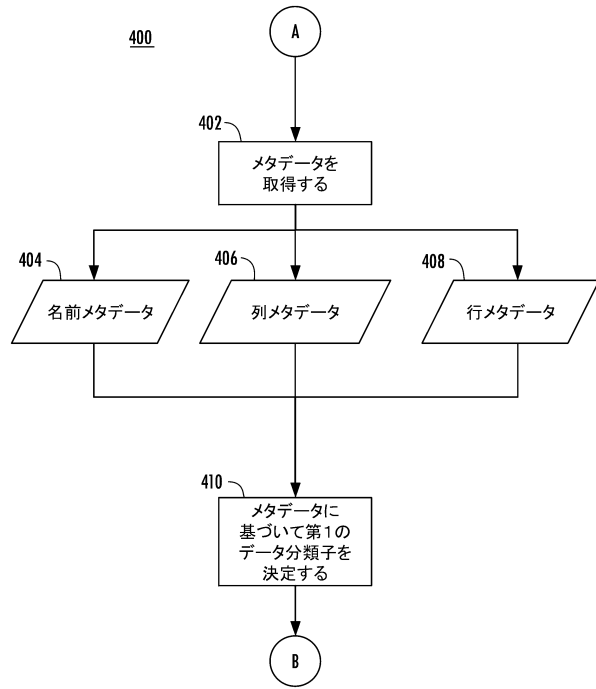 400
A
402
メタデータを
取得する
404
名前メタデータ
406
列メタデータ
408
行メタデータ
410
メタデータに
基づいて第1の
データ分類子を
決定する
B